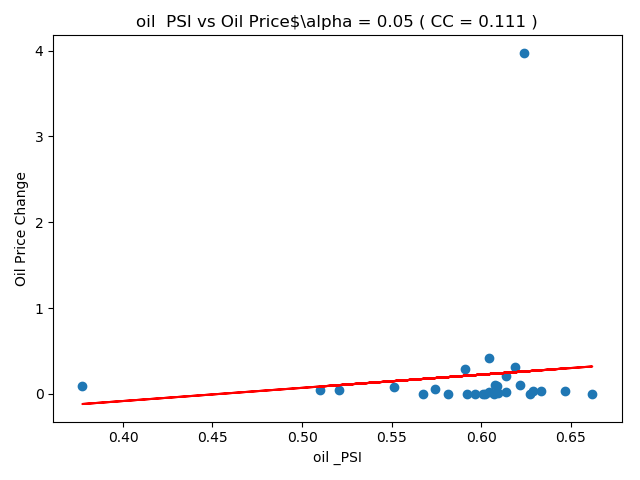 oil  PSI vs Oil Price$\alpha = 0.05 ( CC = 0.111 )
Oil Price Change
4
3
2
1
0
0.40 0.45 0.50 0.55 0.60 0.65
oil _PSI